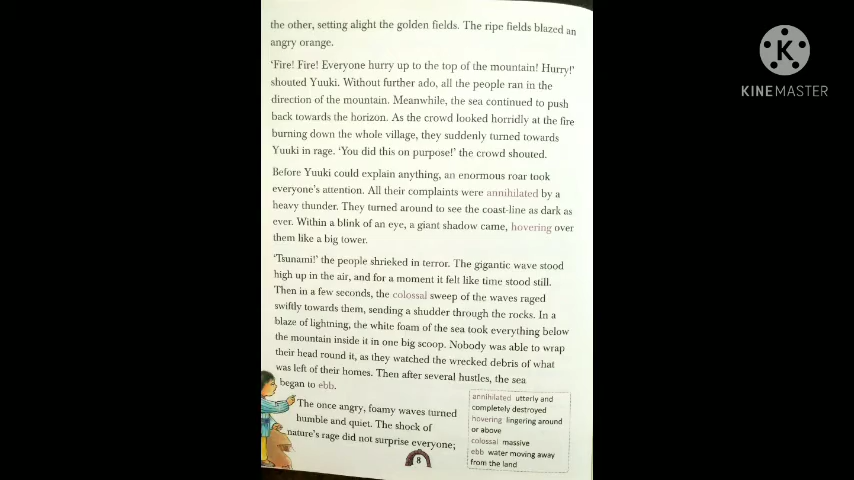 the other, setting alight the golden fields. The ripe fields blazed an
angry orange.
'Fire! Fire! Everyone hurry up to the top of the mountain! Hurry!'
shouted Yuuki. Without further ado, all the people ran in the
direction of the mountain. Meanwhile, the sea continued to push
back towards the horizon. As the crowd looked horridly at the fire
burning down the whole village, they suddenly turned towards
Yuuki in rage. 'You did this on purpose!' the crowd shouted.
Before Yuuki could explain anything, an enormous roar took
everyone's attention. All their complaints were annihilated by a
heavy thunder. They turned around to see the coast-line as dark as
ever. Within a blink of an eye, a giant shadow came, hovering over
them like a big tower.
'Tsunami!' the people shrieked in terror. The gigantic wave stood
high up in the air, and for a moment it felt like time stood still.
Then in a few seconds, the colossal sweep of the waves raged
swiftly towards them, sending a shudder through the rocks. In a
blaze of lightning, the white foam of the sea took everything below
the mountain inside it in one big scoop. Nobody was able to wrap
their head round it, as they watched the wrecked debris of what
was left of their homes. Then after several hustles, the sea
began to ebb.
The once angry, foamy waves turned
humble and quiet. The shock of
nature's rage did not surprise everyone;
annihilated utterly and
completely destroyed
hovering lingering around
or above
colossal massive
ebb water moving away
from the land
8
K
KINEMASTER